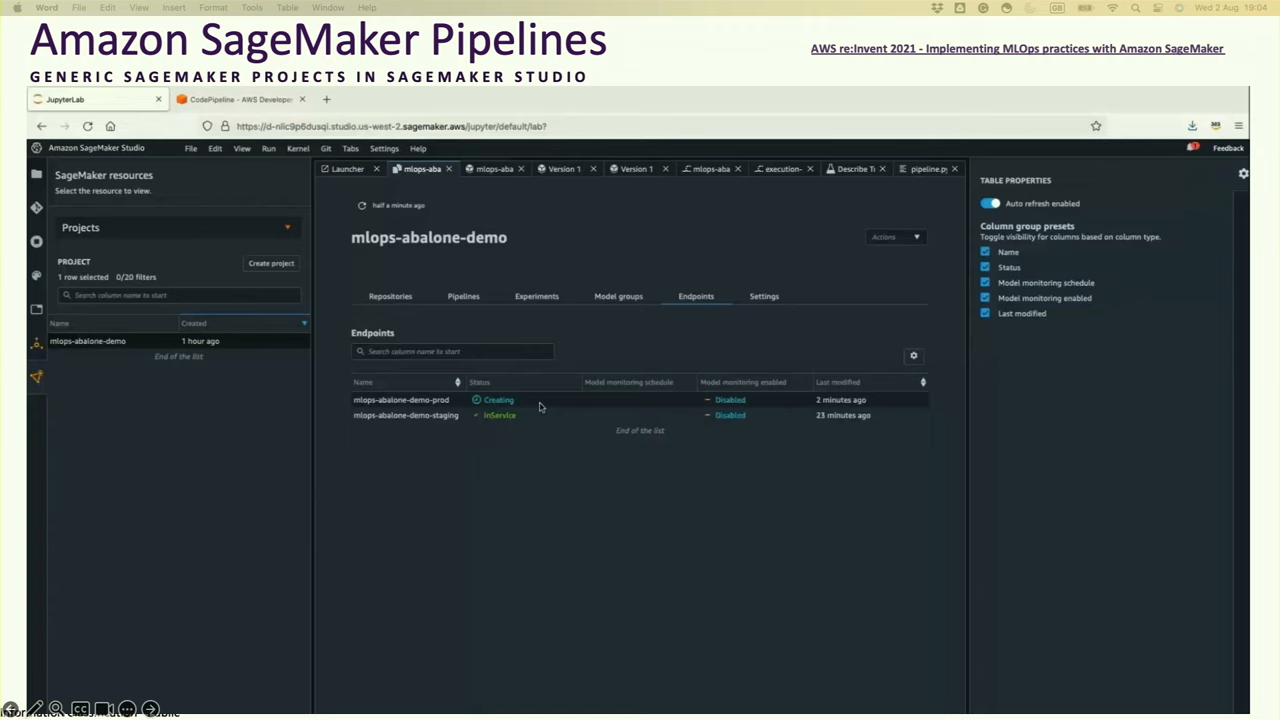 Word File Edit View Insert Format Tools Table Window Help GB Wed 2 Aug 19:04
Amazon SageMaker Pipelines
AWS re:Invent 2021 - Implementing MLOps practices with Amazon SageMaker
GENERIC SAGEMAKER PROJECTS IN SAGEMAKER STUDIO
JupyterLab CodePipeline - AWS Develope
https://d-nlic9p6dusqi.studio.us-west-2.sagemaker.aws/jupyter/default/lab?
Amazon SageMaker Studio File Edit View Run Kernel Git Tabs Settings Help Feedback
SageMaker resources
Select the resource to view.
Projects
PROJECT
Create project
1 row selected 0/20 filters
Search column name to start
Name Created
mlops-abalone-demo 1 hour ago
End of the list
Launcher mlops-aba mlops-aba Version 1 Version 1 mlops-aba execution- Describe Tr pipeline.py
half a minute ago
mlops-abalone-demo
Actions
Repositories Pipelines Experiments Model groups Endpoints Settings
Endpoints
Search column name to start
Name Status Model monitoring schedule Model monitoring enabled Last modified
mlops-abalone-demo-prod Creating Disabled 2 minutes ago
mlops-abalone-demo-staging InService Disabled 23 minutes ago
End of the list
TABLE PROPERTIES
Auto refresh enabled
Column group presets
Toggle visibility for columns based on column type.
Name
Status
Model monitoring schedule
Model monitoring enabled
Last modified